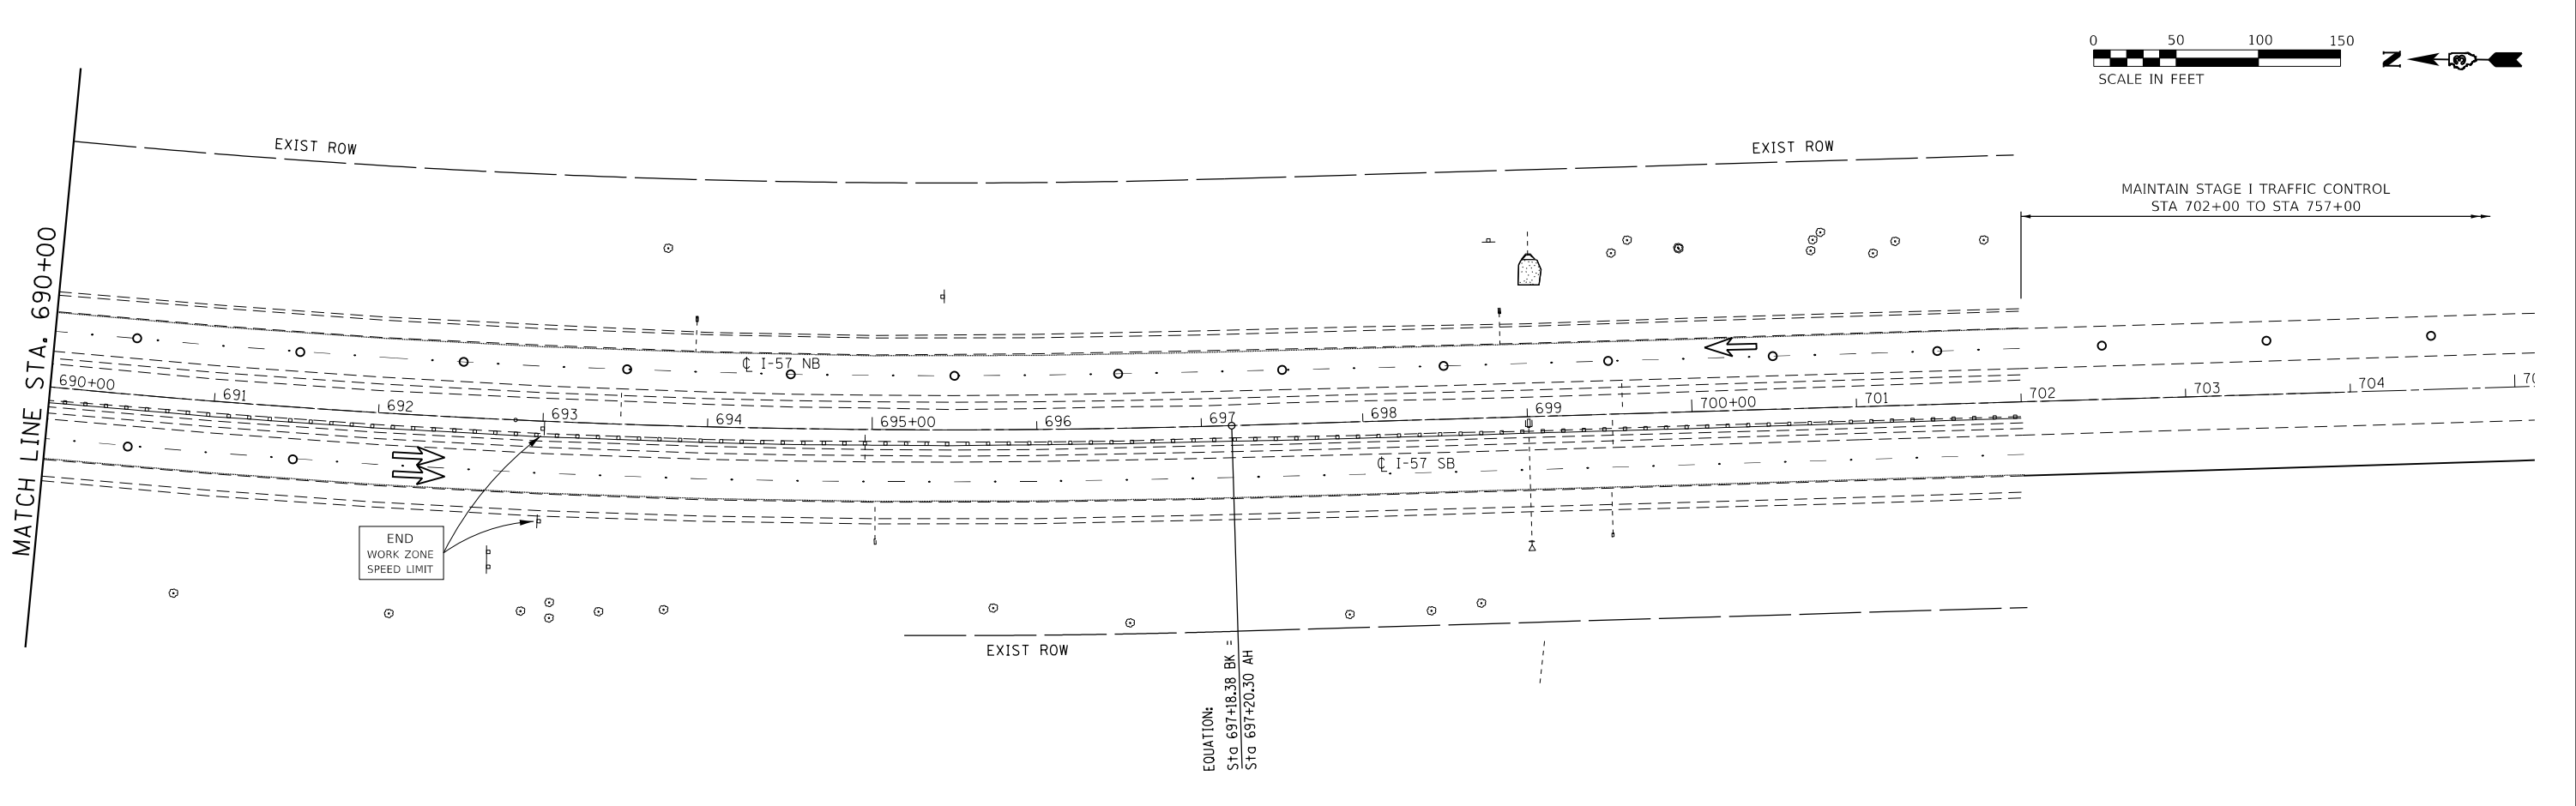 0 50 100 150
SCALE IN FEET
N
3
EXIST ROW
EXIST ROW
MAINTAIN STAGE I TRAFFIC CONTROL
STA 702+00 TO STA 757+00
MATCH LINE STA. 690+00
℄ I-57 NB
690+00 691 692 693 694 695+00 696 697 698 699 700+00 701 702 703 704
℄ I-57 SB
END
WORK ZONE
SPEED LIMIT
EXIST ROW
EQUATION:
Sta 697+18.38 BK =
Sta 697+20.30 AH